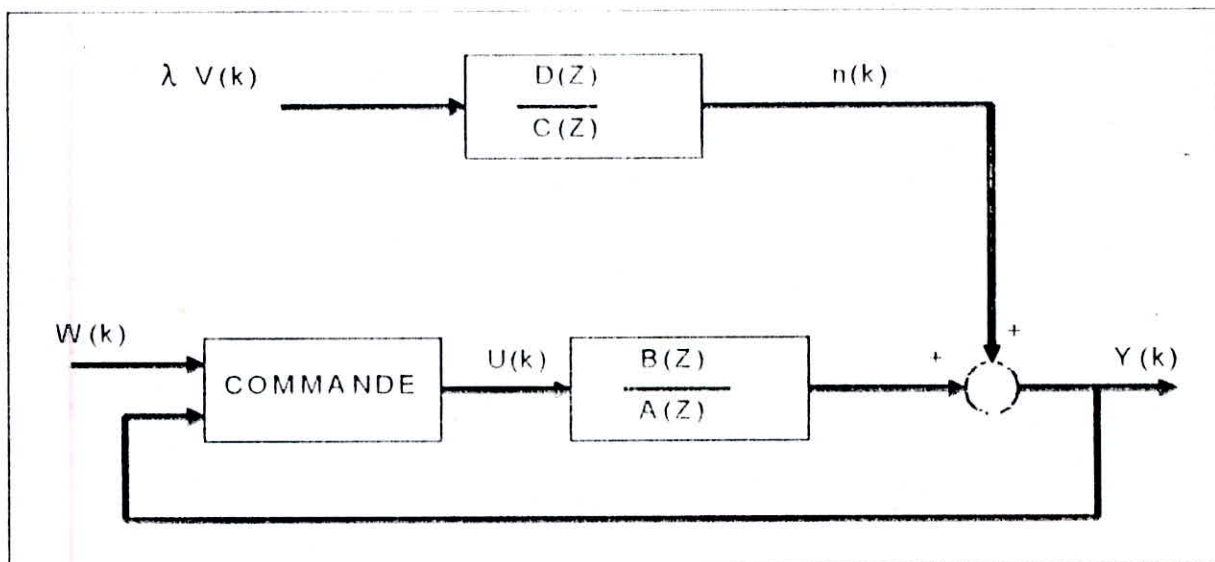 λ V(k)
D(Z)
C(Z)
n(k)
W(k)
COMMANDE
U(k)
B(Z)
A(Z)
+
+
Y(k)